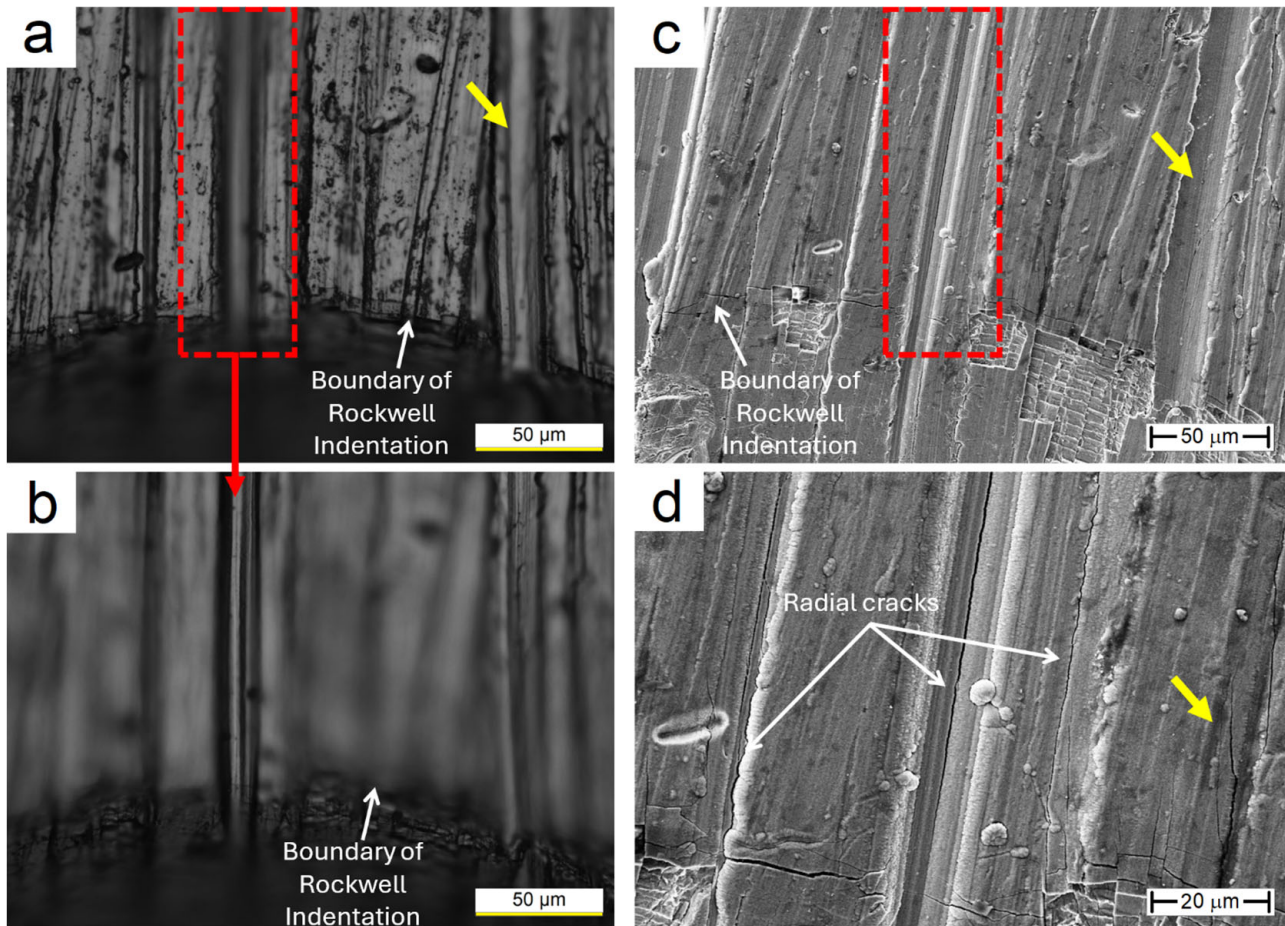 a
Boundary of
Rockwell
Indentation
50 µm
b
Boundary of
Rockwell
Indentation
50 µm
c
Boundary of
Rockwell
Indentation
50 µm
d
Radial cracks
20 µm